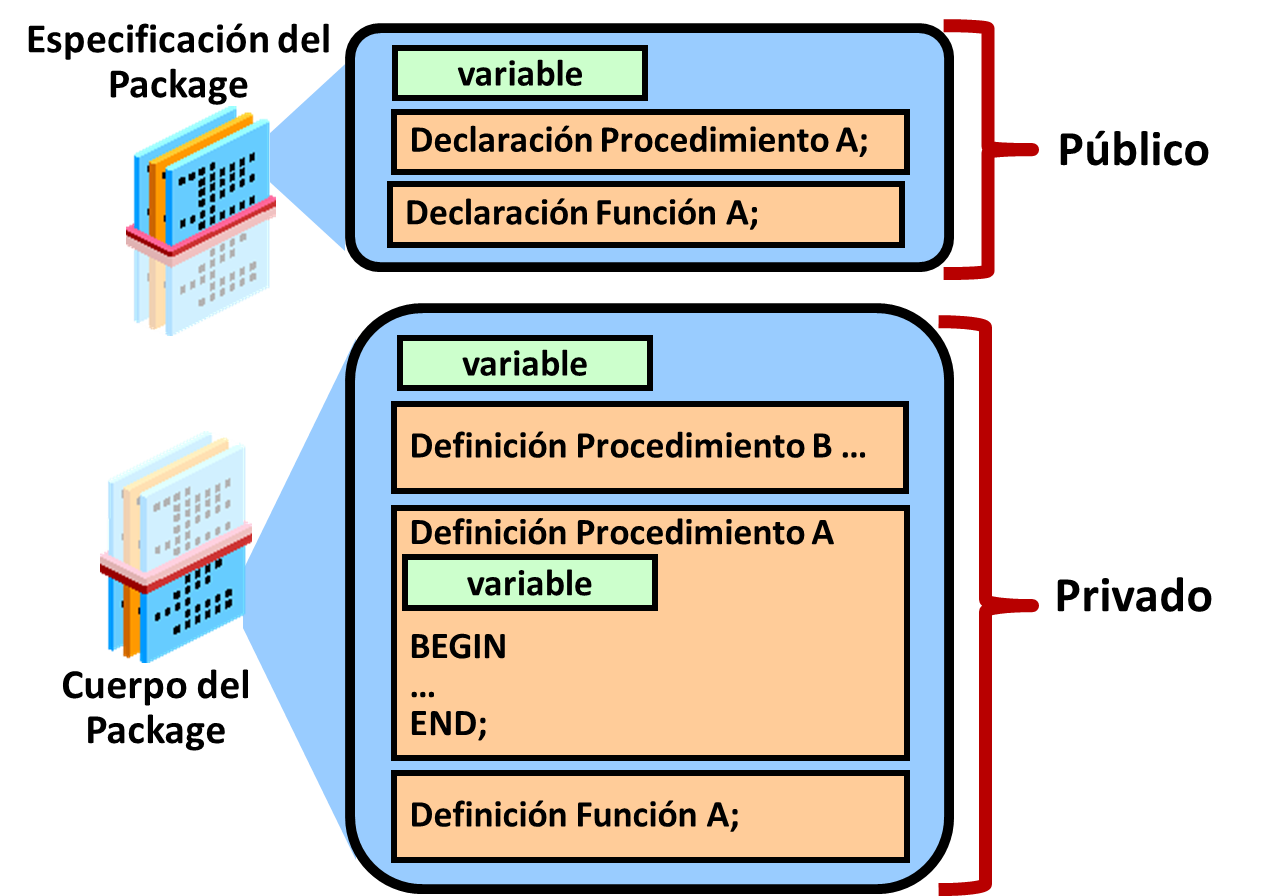 Especificación del
Package
variable
Declaración Procedimiento A;
Declaración Función A;
Público
variable
Definición Procedimiento B ...
Definición Procedimiento A
variable
BEGIN
...
END;
Definición Función A;
Cuerpo del
Package
Privado